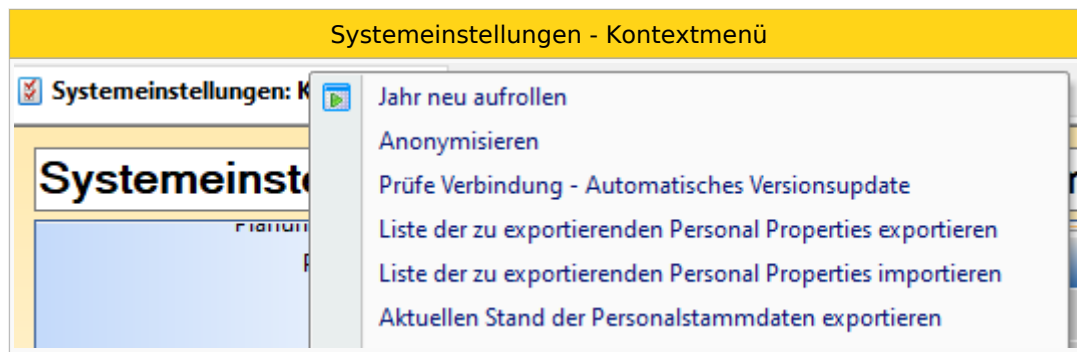 Systemeinstellungen - Kontextmenü
Systemeinstellungen: K
Jahr neu aufrollen
Anonymisieren
Prüfe Verbindung - Automatisches Versionsupdate
Liste der zu exportierenden Personal Properties exportieren
Liste der zu exportierenden Personal Properties importieren
Aktuellen Stand der Personalstammdaten exportieren